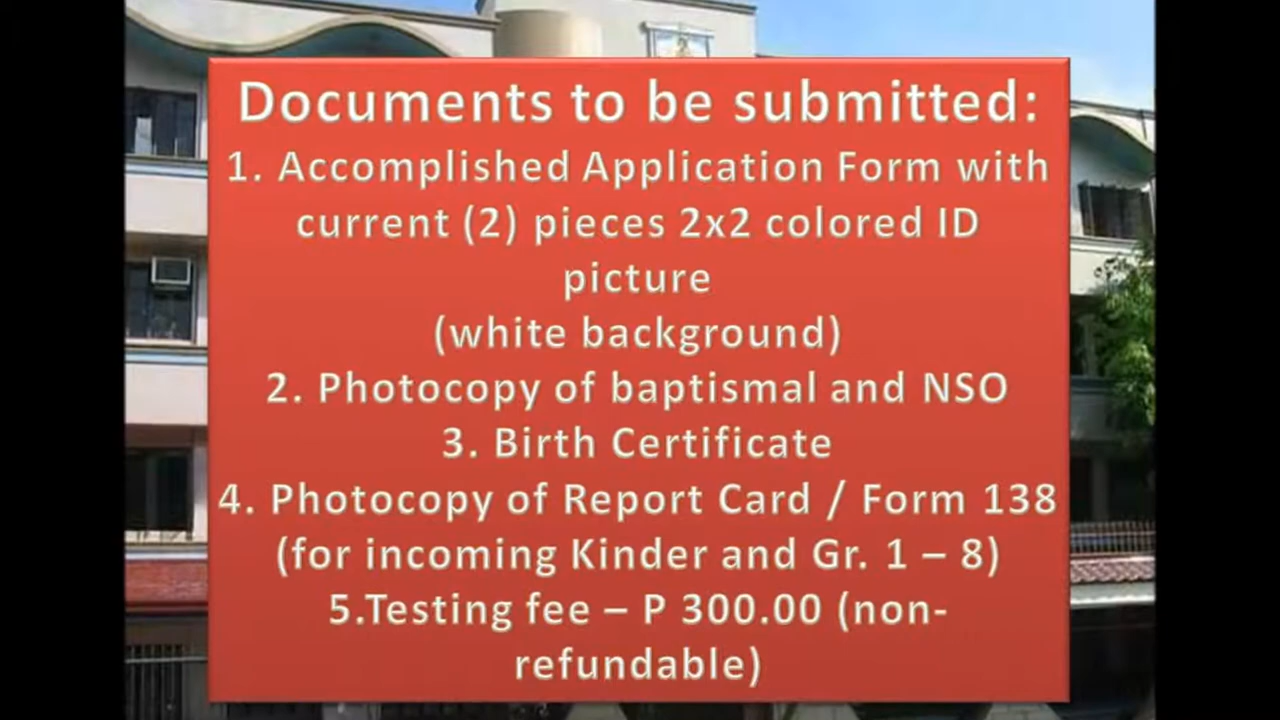 Documents to be submitted:
1. Accomplished Application Form with
current (2) pieces 2x2 colored ID
picture
(white background)
2. Photocopy of baptismal and NSO
3. Birth Certificate
4. Photocopy of Report Card / Form 138
(for incoming Kinder and Gr. 1 – 8)
5.Testing fee – P 300.00 (non-
refundable)